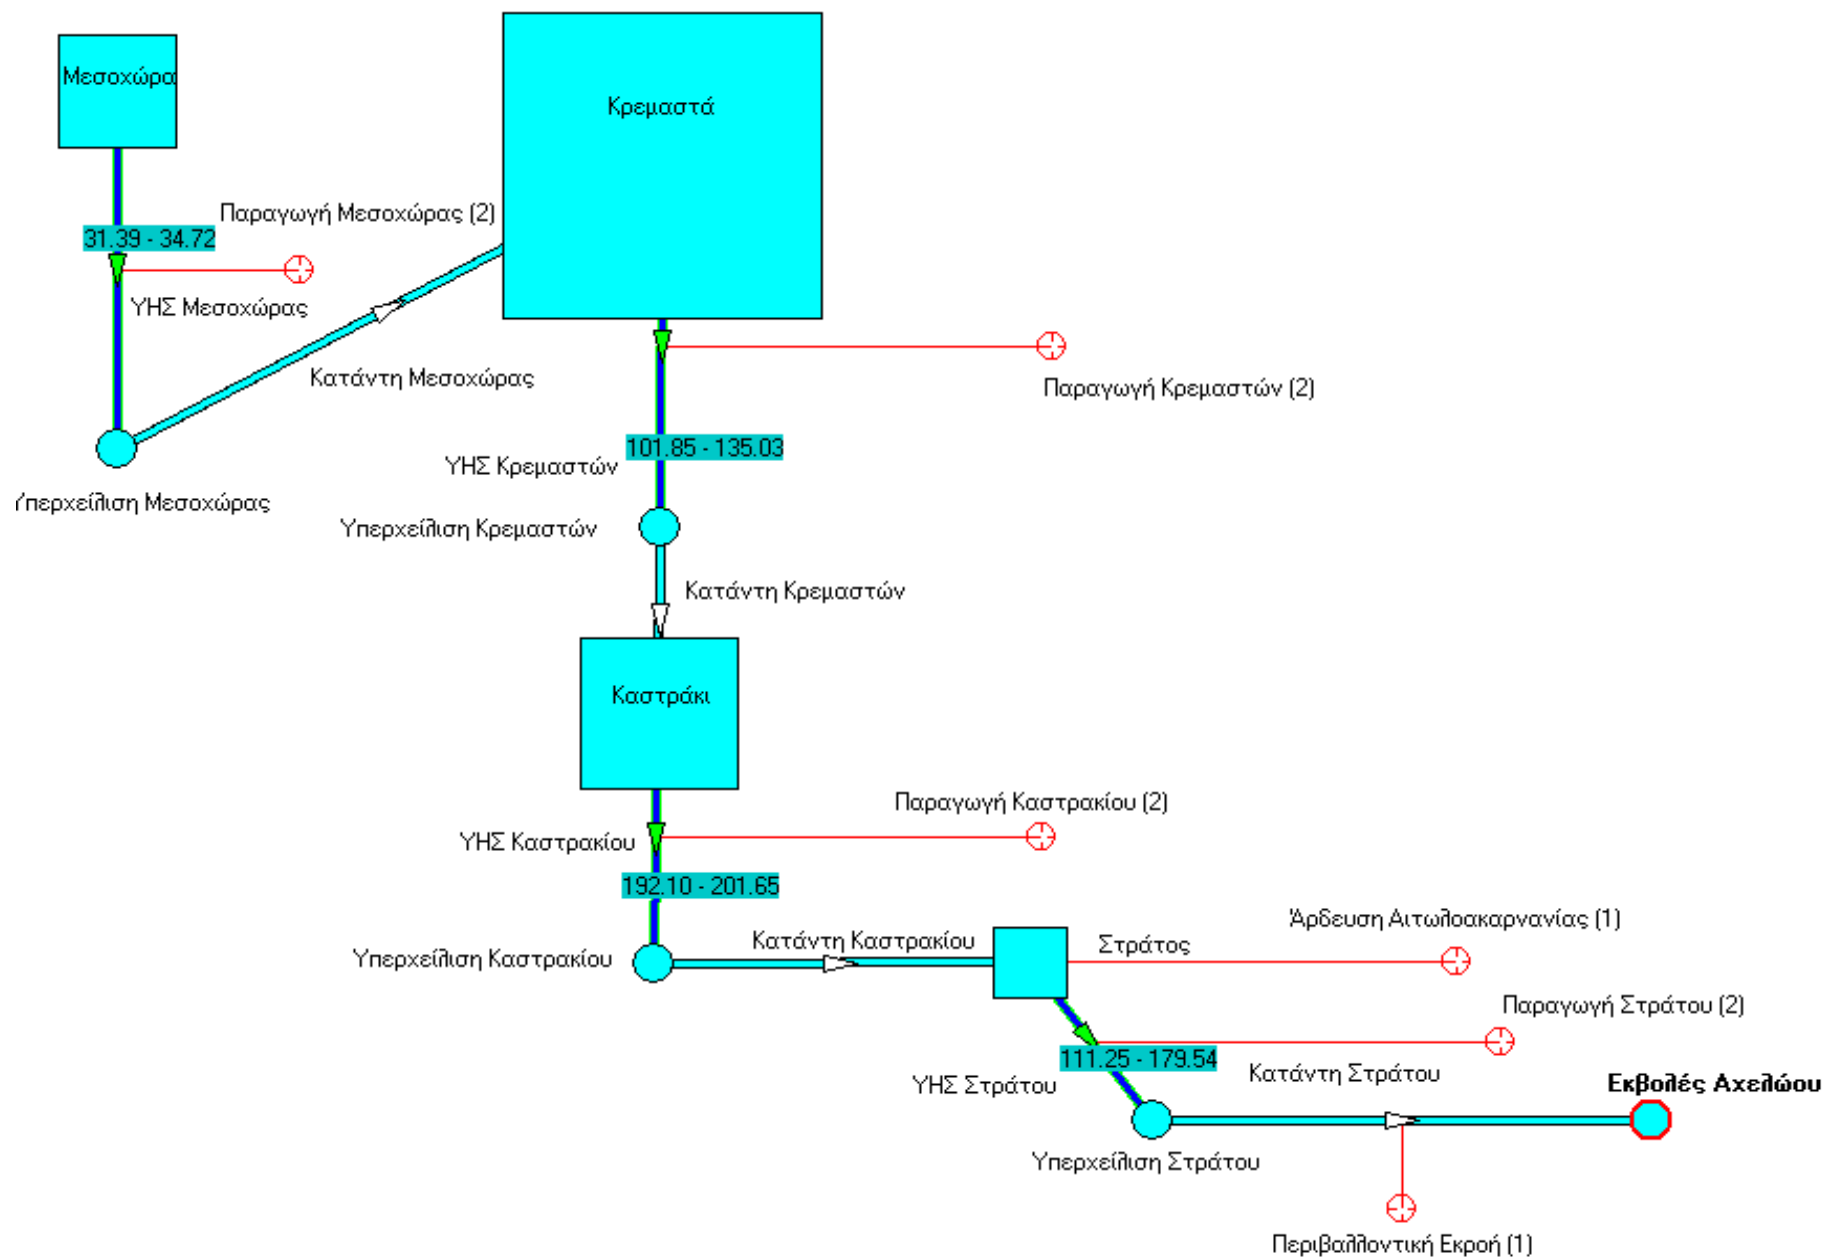 Μεσοχώρα
Κρεμαστά
Παραγωγή Μεσοχώρας (2)
31.39 - 34.72
ΥΗΣ Μεσοχώρας
Κατάντη Μεσοχώρας
Παραγωγή Κρεμαστών (2)
101.85 - 135.03
ΥΗΣ Κρεμαστών
Υπερχείλιση Μεσοχώρας
Υπερχείλιση Κρεμαστών
Κατάντη Κρεμαστών
Καστράκι
Παραγωγή Καστρακίου (2)
ΥΗΣ Καστρακίου
192.10 - 201.65
Άρδευση Αιτωλοακαρνανίας (1)
Κατάντη Καστρακίου
Στράτος
Υπερχείλιση Καστρακίου
Παραγωγή Στράτου (2)
111.25 - 179.54
Κατάντη Στράτου
ΥΗΣ Στράτου
Εκβολές Αχελώου
Υπερχείλιση Στράτου
Περιβαλλοντική Εκροή (1)